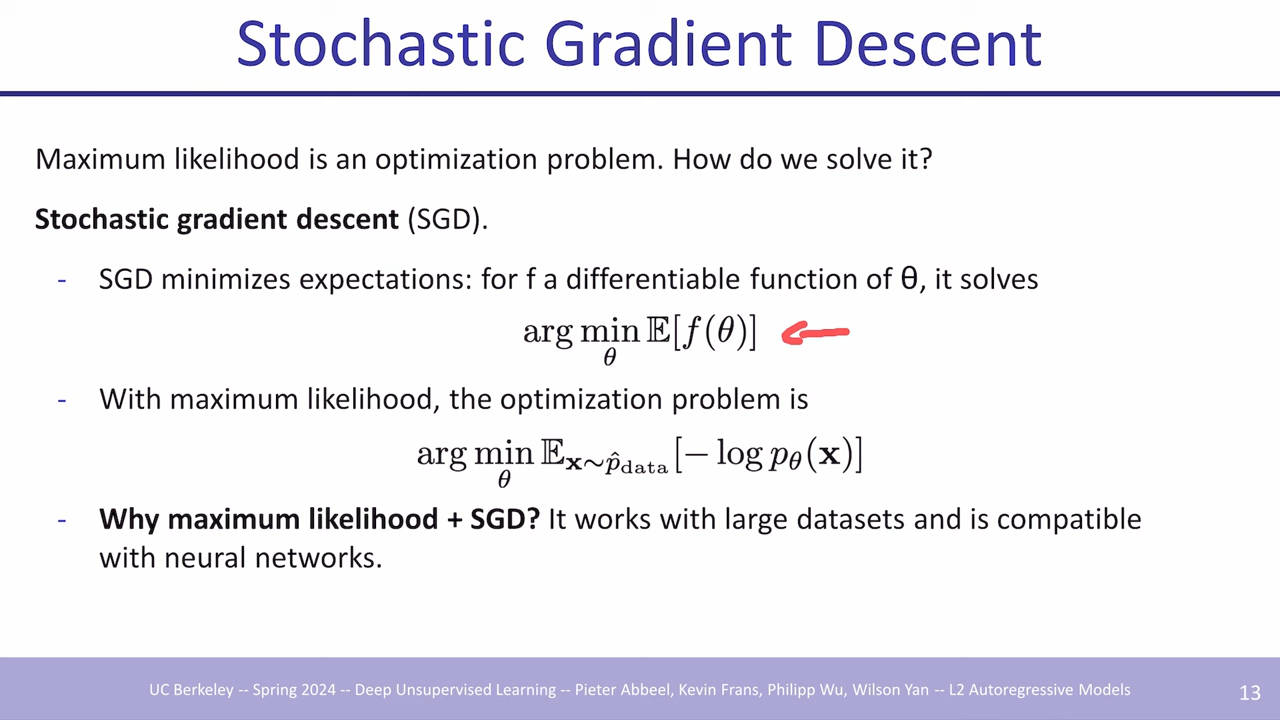 Stochastic Gradient Descent
Maximum likelihood is an optimization problem. How do we solve it?
Stochastic gradient descent (SGD).
- SGD minimizes expectations: for f a differentiable function of θ, it solves
arg min_θ 𝔼[f(θ)]
- With maximum likelihood, the optimization problem is
arg min_θ 𝔼_{𝐱∼p̂_data}[− log p_θ(𝐱)]
- Why maximum likelihood + SGD? It works with large datasets and is compatible
with neural networks.
UC Berkeley -- Spring 2024 -- Deep Unsupervised Learning -- Pieter Abbeel, Kevin Frans, Philipp Wu, Wilson Yan -- L2 Autoregressive Models
13